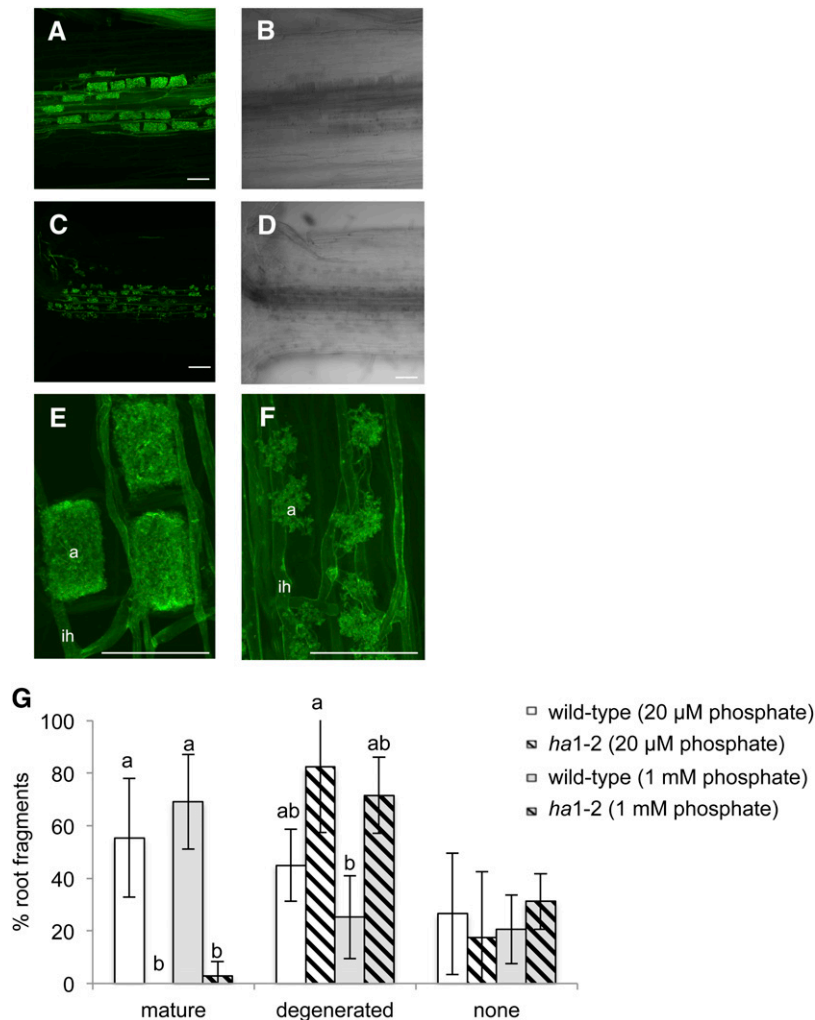 A
B
C
D
E
a
ih
F
a
ih
G
% root fragments
100
80
60
40
20
0
a
b
a
b
ab
a
b
ab
mature
degenerated
none
wild-type (20 µM phosphate)
ha1-2 (20 µM phosphate)
wild-type (1 mM phosphate)
ha1-2 (1 mM phosphate)